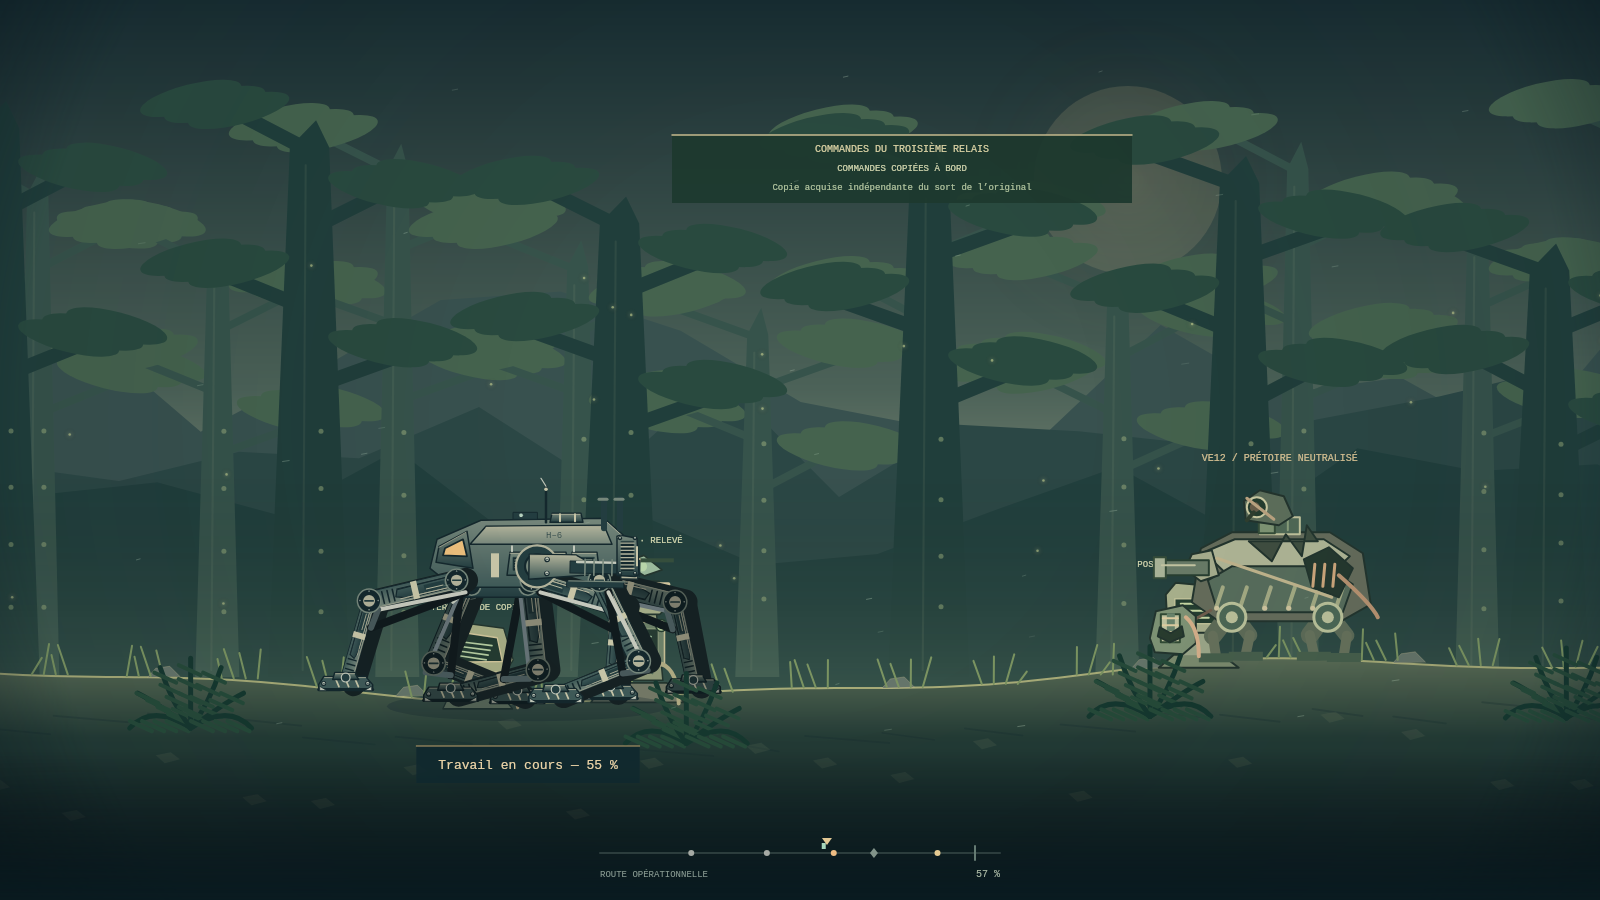 COMMANDES DU TROISIÈME RELAIS
COMMANDES COPIÉES À BORD
Copie acquise indépendante du sort de l’original
VE12 / PRÉTOIRE NEUTRALISÉ
H-6
· RELEVÉ
POS
DE COP
Travail en cours — 55 %
ROUTE OPÉRATIONNELLE
57 %